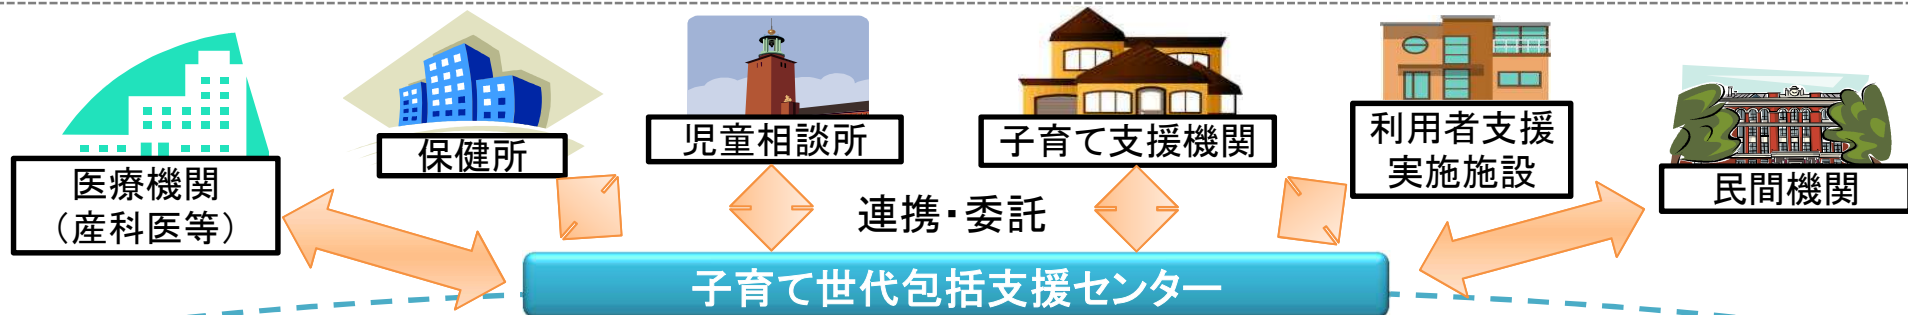 医療機関
（産科医等）
保健所
児童相談所
子育て支援機関
利用者支援
実施施設
民間機関
連携・委託
子育て世代包括支援センター